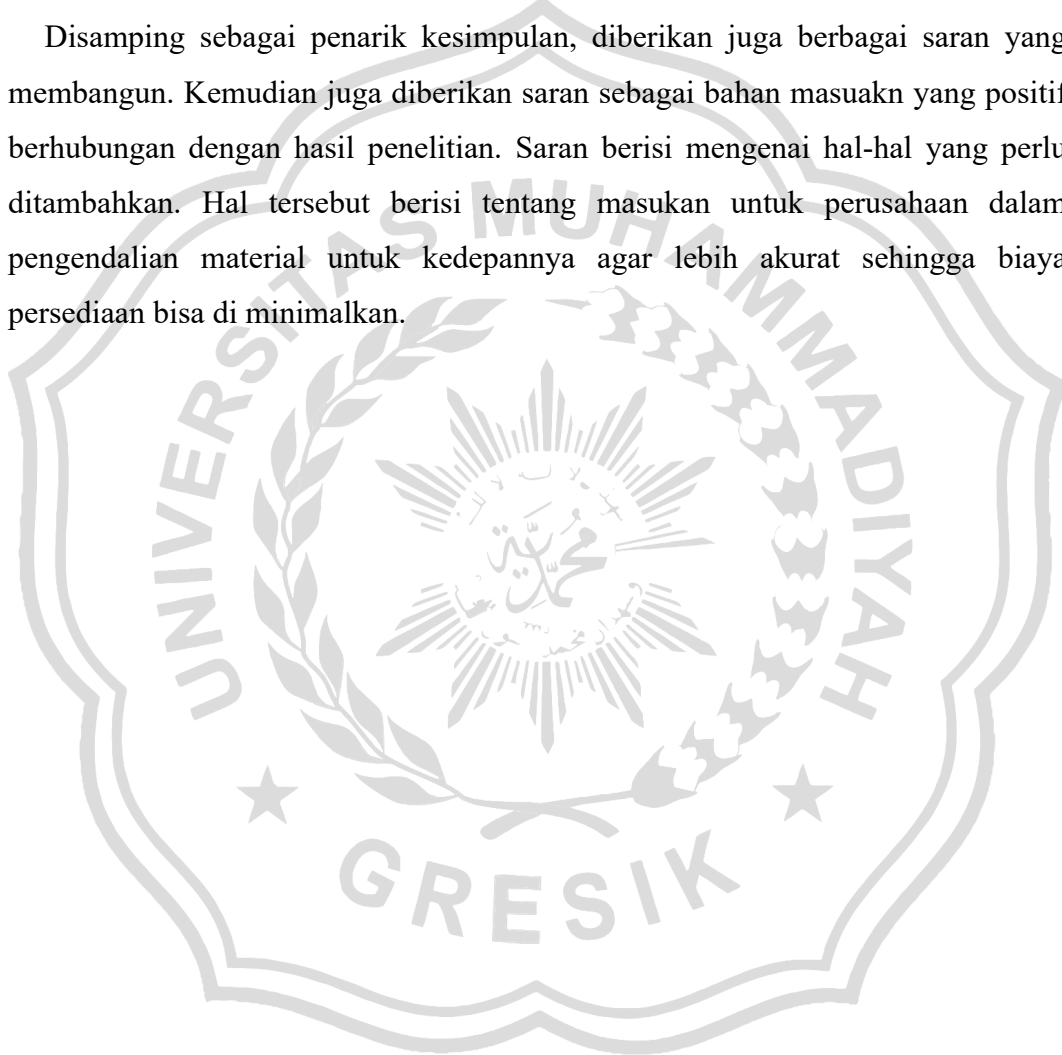 Disamping sebagai penarik kesimpulan, diberikan juga berbagai saran yang
membangun. Kemudian juga diberikan saran sebagai bahan masuakn yang positif
berhubungan dengan hasil penelitian. Saran berisi mengenai hal-hal yang perlu
ditambahkan. Hal tersebut berisi tentang masukan untuk perusahaan dalam
pengendalian material untuk kedepannya agar lebih akurat sehingga biaya
persediaan bisa di minimalkan.
UNIVERSITAS MUHAMMADIYAH
GRESIK